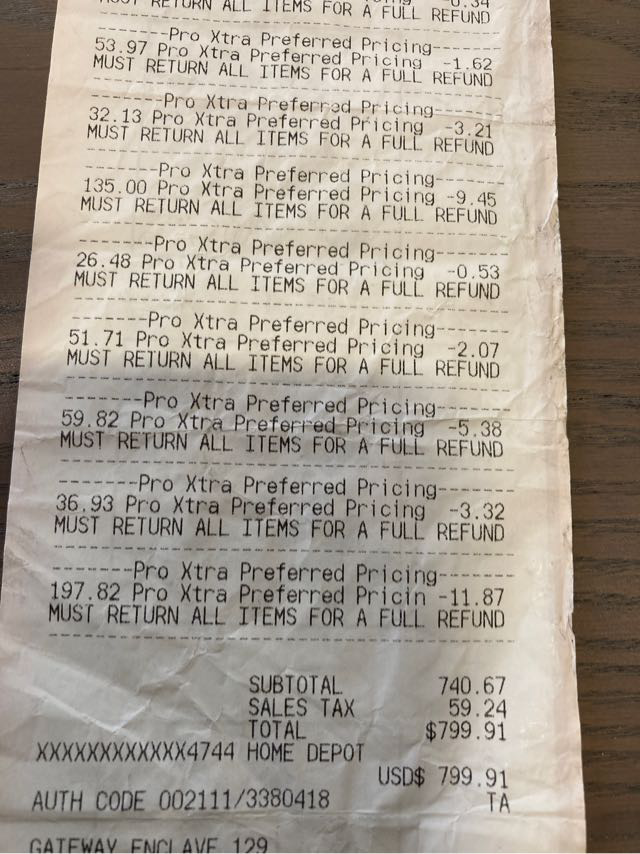 MUST RETURN ALL ITEMS FOR A FULL REFUND
-------Pro Xtra Preferred Pricing-------
53.97 Pro Xtra Preferred Pricing -1.62
MUST RETURN ALL ITEMS FOR A FULL REFUND
-------Pro Xtra Preferred Pricing-------
32.13 Pro Xtra Preferred Pricing -3.21
MUST RETURN ALL ITEMS FOR A FULL REFUND
-------Pro Xtra Preferred Pricing-------
135.00 Pro Xtra Preferred Pricing -9.45
MUST RETURN ALL ITEMS FOR A FULL REFUND
-------Pro Xtra Preferred Pricing-------
26.48 Pro Xtra Preferred Pricing -0.53
MUST RETURN ALL ITEMS FOR A FULL REFUND
-------Pro Xtra Preferred Pricing-------
51.71 Pro Xtra Preferred Pricing -2.07
MUST RETURN ALL ITEMS FOR A FULL REFUND
-------Pro Xtra Preferred Pricing-------
59.82 Pro Xtra Preferred Pricing -5.38
MUST RETURN ALL ITEMS FOR A FULL REFUND
-------Pro Xtra Preferred Pricing-------
36.93 Pro Xtra Preferred Pricing -3.32
MUST RETURN ALL ITEMS FOR A FULL REFUND
-------Pro Xtra Preferred Pricing-------
197.82 Pro Xtra Preferred Pricin -11.87
MUST RETURN ALL ITEMS FOR A FULL REFUND
SUBTOTAL 740.67
SALES TAX 59.24
TOTAL $799.91
XXXXXXXXXXXX4744 HOME DEPOT
USD$ 799.91
AUTH CODE 002111/3380418 TA
GATEWAY ENCLAVE 129